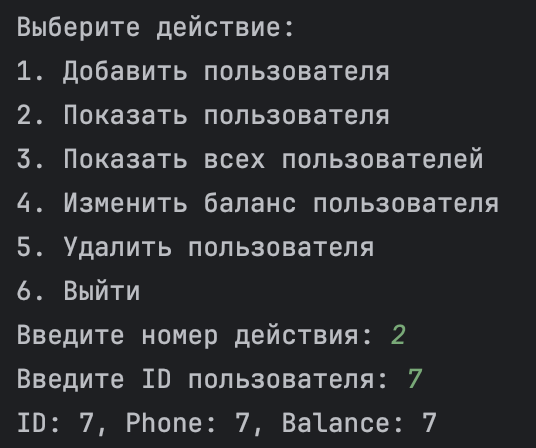 Выберите действие:
1. Добавить пользователя
2. Показать пользователя
3. Показать всех пользователей
4. Изменить баланс пользователя
5. Удалить пользователя
6. Выйти
Введите номер действия: 2
Введите ID пользователя: 7
ID: 7, Phone: 7, Balance: 7